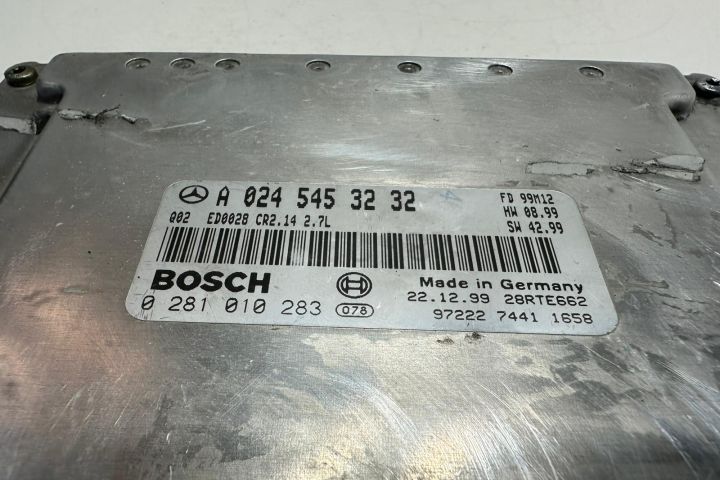 A 024 545 32 32
FD 99M12
Q02 ED0028 CR2.14 2.7L
HW 08.99
SW 42.99
BOSCH
Made in Germany
0 281 010 283 078
22.12.99 28RTE662
97222 7441 1658